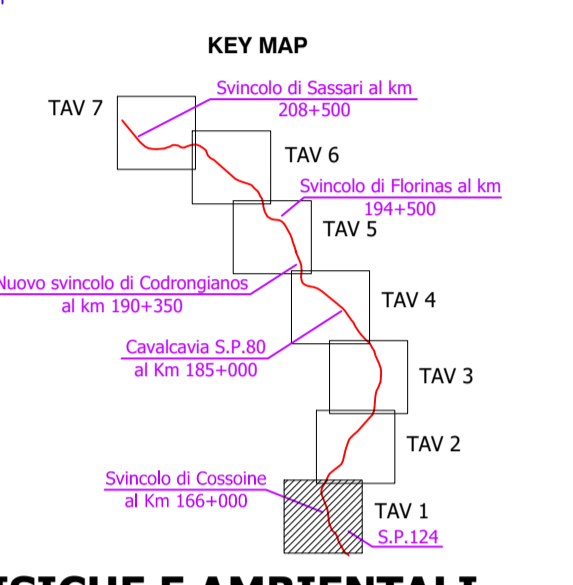 KEY MAP
Svincolo di Sassari al km
208+500
TAV 7
TAV 6
Svincolo di Florinas al km
194+500
TAV 5
Nuovo svincolo di Codrongianos
al km 190+350
TAV 4
Cavalcavia S.P.80
al Km 185+000
TAV 3
TAV 2
Svincolo di Cossoine
al Km 166+000
TAV 1
S.P.124
E AMBIENTALI